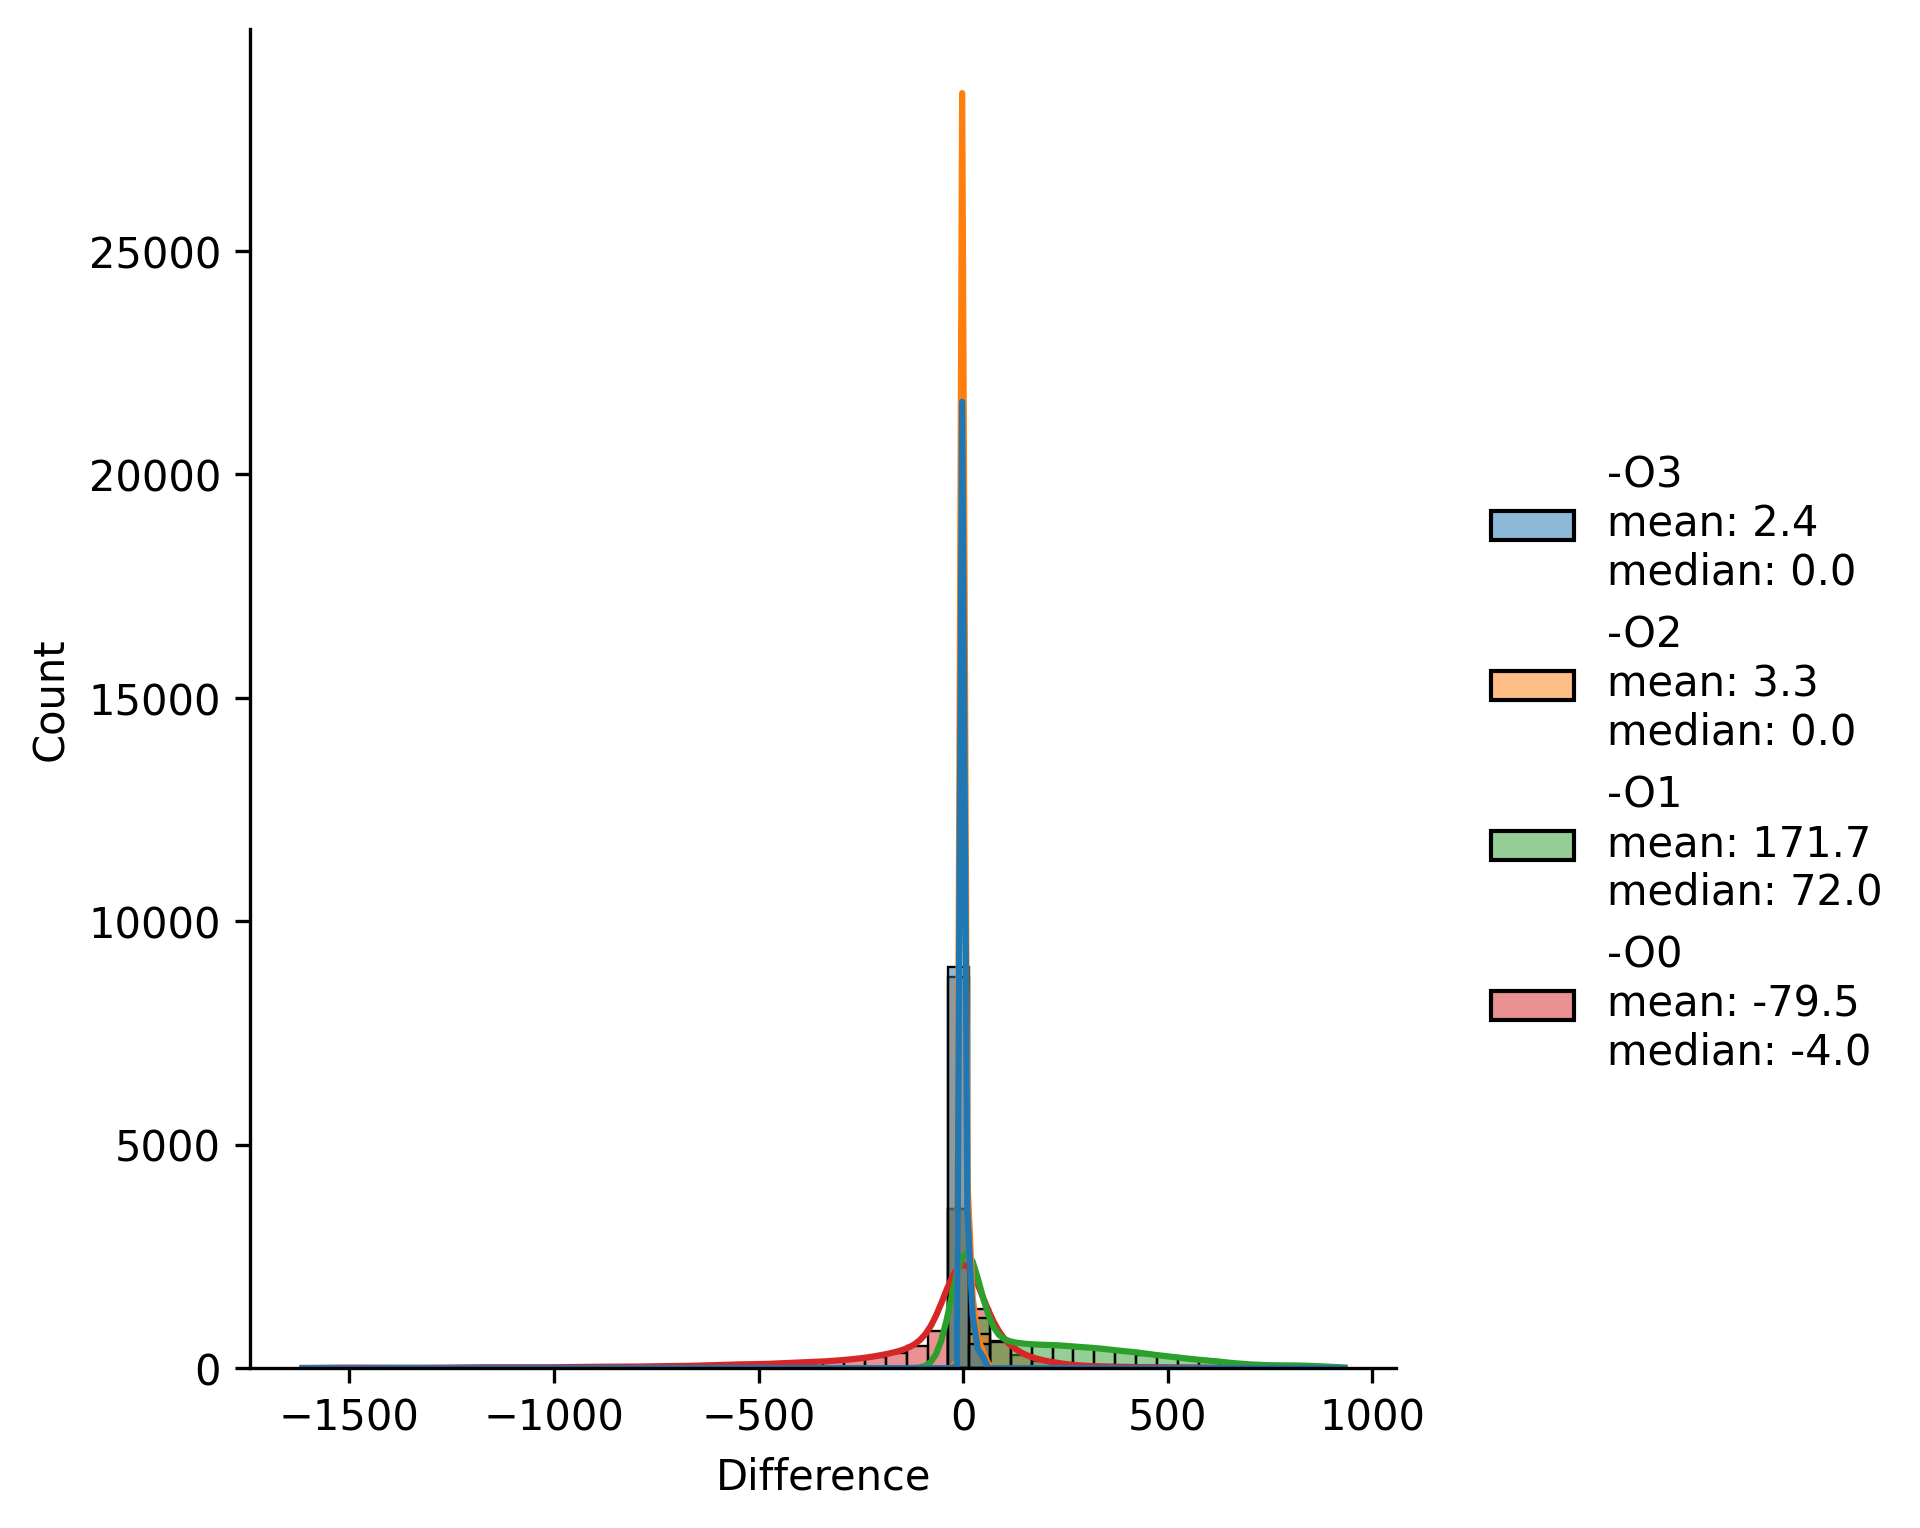 25000
20000
15000
10000
5000
0
Count
−1500
−1000
−500
0
500
1000
Difference
-O3
mean: 2.4
median: 0.0
-O2
mean: 3.3
median: 0.0
-O1
mean: 171.7
median: 72.0
-O0
mean: -79.5
median: -4.0